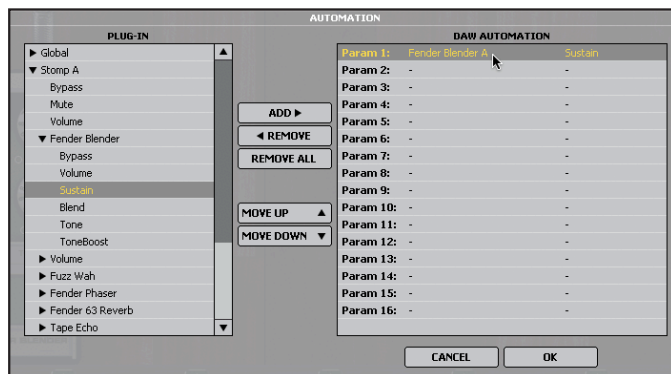 AUTOMATION
PLUG-IN
▶ Global
▼ Stomp A
Bypass
Mute
Volume
▼ Fender Blender
Bypass
Volume
Sustain
Blend
Tone
ToneBoost
▶ Volume
▶ Fuzz Wah
▶ Fender Phaser
▶ Fender 63 Reverb
▶ Tape Echo
ADD ▶
◀ REMOVE
REMOVE ALL
MOVE UP ▲
MOVE DOWN ▼
DAW AUTOMATION
Param 1: Fender Blender A Sustain
Param 2: - -
Param 3: - -
Param 4: - -
Param 5: - -
Param 6: - -
Param 7: - -
Param 8: - -
Param 9: - -
Param 10: - -
Param 11: - -
Param 12: - -
Param 13: - -
Param 14: - -
Param 15: - -
Param 16: - -
CANCEL
OK